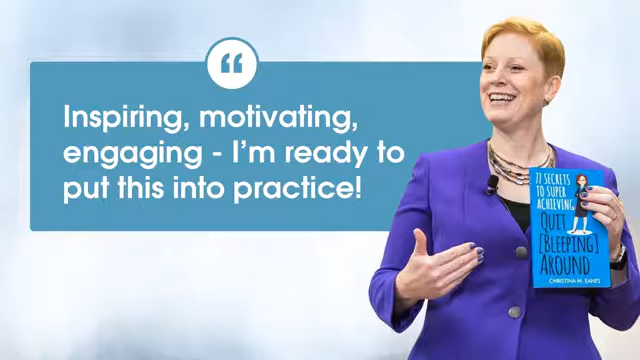 “
Inspiring, motivating,
engaging - I’m ready to
put this into practice!
77 SECRETS
TO SUPER
ACHIEVING
QUIT
[BLEEPING]
AROUND
CHRISTINA M. EANES